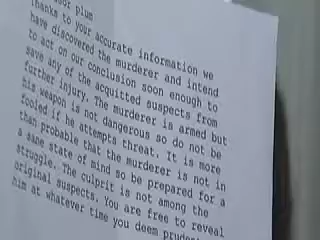 sor plum
Thanks to your accurate information we
have discovered the murderer and intend
to act on our conclusion soon enough to
save any of the acquitted suspects from
further injury. The murderer is armed but
his weapon is not dangerous so do not be
fooled if he attempts threat. It is more
than probable that the murderer is not in
a sane state of mind so be prepared for a
struggle. The culprit is not among the
original suspects. You are free to reveal
him at whatever time you deem prudent